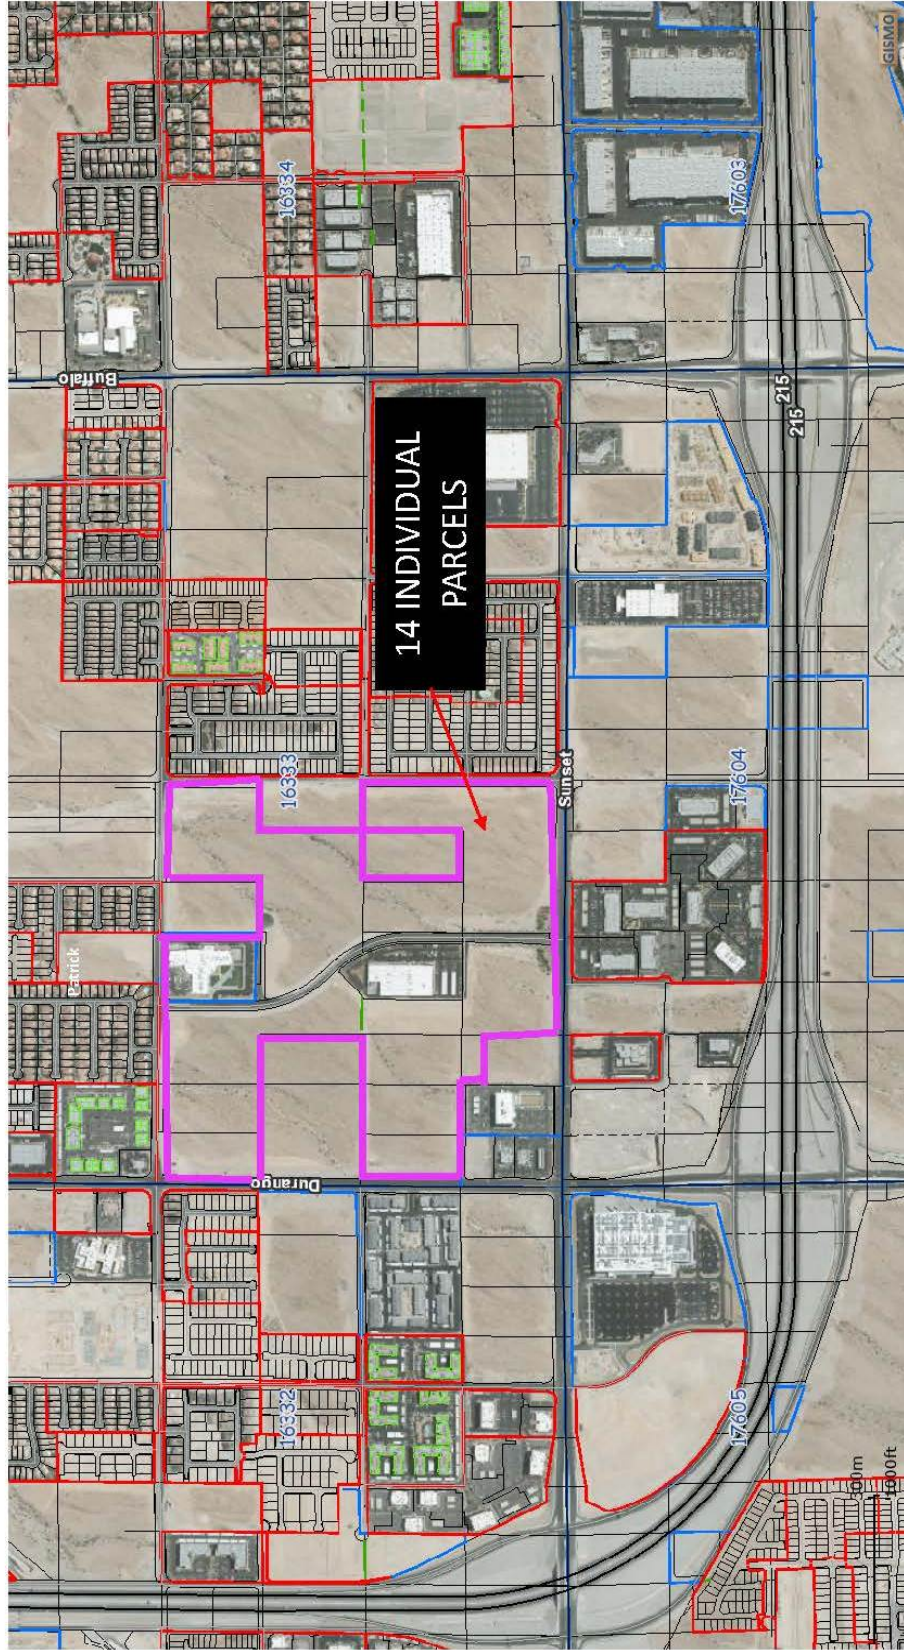 GISMO
16334
17603
Buffalo
215
215
14 INDIVIDUAL
PARCELS
16333
Sunset
17604
Patrick
Durango
16332
17605
300m
1000ft